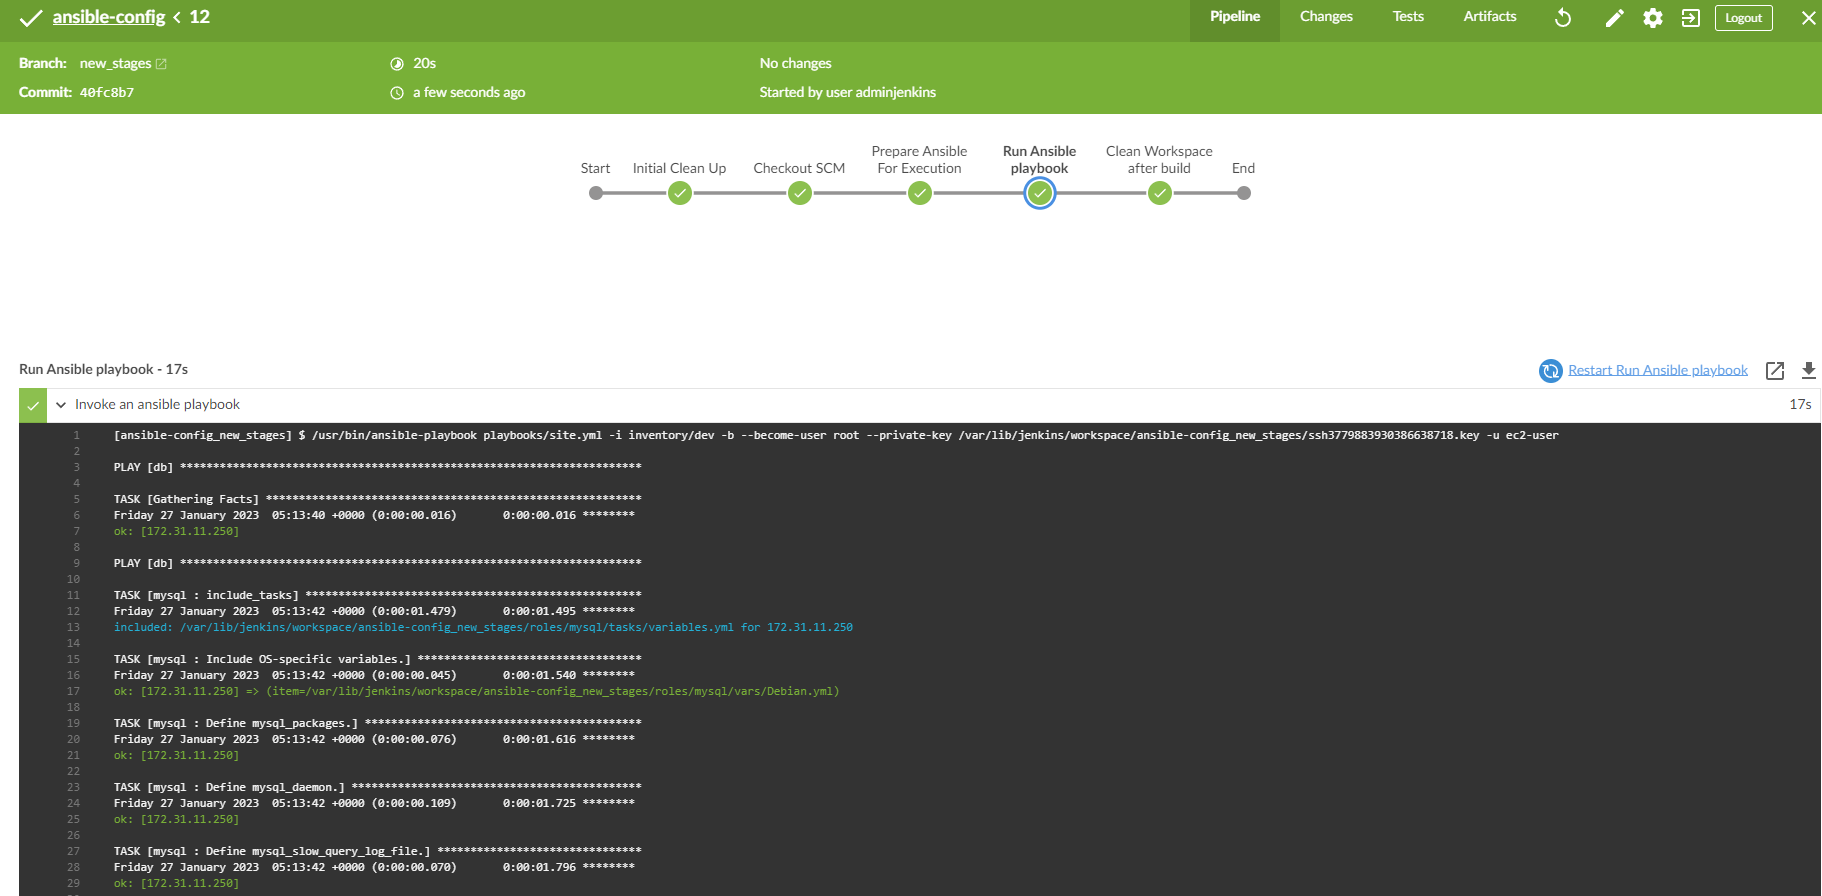 ansible-config < 12
Pipeline Changes Tests Artifacts Logout
Branch: new_stages 20s No changes
Commit: 40fc8b7 a few seconds ago Started by user adminjenkins
Start Initial Clean Up Checkout SCM Prepare Ansible For Execution Run Ansible playbook Clean Workspace after build End
Run Ansible playbook - 17s Restart Run Ansible playbook
Invoke an ansible playbook 17s
1 [ansible-config_new_stages] $ /usr/bin/ansible-playbook playbooks/site.yml -i inventory/dev -b --become-user root --private-key /var/lib/jenkins/workspace/ansible-config_new_stages/ssh3779883930386638718.key -u ec2-user
2
3 PLAY [db] **********************************************************************
4
5 TASK [Gathering Facts] *********************************************************
6 Friday 27 January 2023  05:13:40 +0000 (0:00:00.016)       0:00:00.016 ********
7 ok: [172.31.11.250]
8
9 PLAY [db] **********************************************************************
10
11 TASK [mysql : include_tasks] ***************************************************
12 Friday 27 January 2023  05:13:42 +0000 (0:00:01.479)       0:00:01.495 ********
13 included: /var/lib/jenkins/workspace/ansible-config_new_stages/roles/mysql/tasks/variables.yml for 172.31.11.250
14
15 TASK [mysql : Include OS-specific variables.] **********************************
16 Friday 27 January 2023  05:13:42 +0000 (0:00:00.045)       0:00:01.540 ********
17 ok: [172.31.11.250] => (item=/var/lib/jenkins/workspace/ansible-config_new_stages/roles/mysql/vars/Debian.yml)
18
19 TASK [mysql : Define mysql_packages.] ******************************************
20 Friday 27 January 2023  05:13:42 +0000 (0:00:00.076)       0:00:01.616 ********
21 ok: [172.31.11.250]
22
23 TASK [mysql : Define mysql_daemon.] ********************************************
24 Friday 27 January 2023  05:13:42 +0000 (0:00:00.109)       0:00:01.725 ********
25 ok: [172.31.11.250]
26
27 TASK [mysql : Define mysql_slow_query_log_file.] *******************************
28 Friday 27 January 2023  05:13:42 +0000 (0:00:00.070)       0:00:01.796 ********
29 ok: [172.31.11.250]